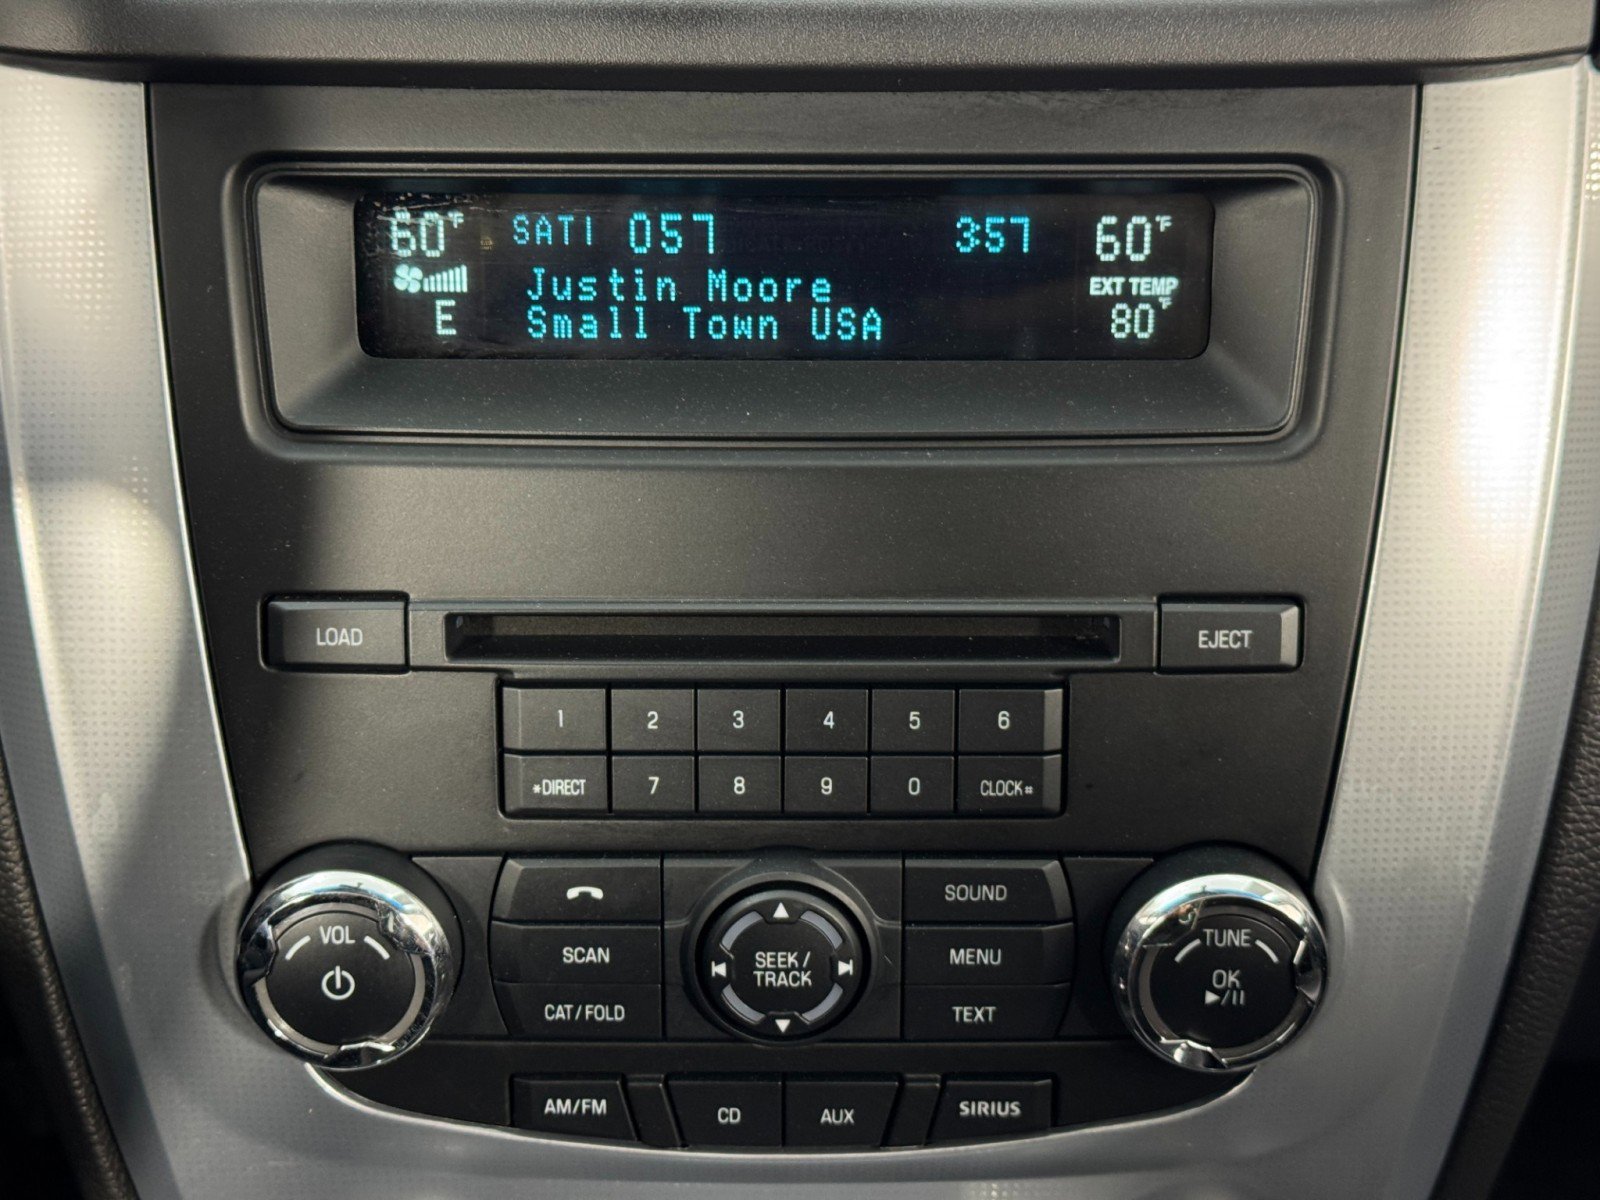 60°F SAT1 057 3:57 60°F
Justin Moore EXT TEMP
E Small Town USA 80°F
LOAD EJECT
1 2 3 4 5 6
*DIRECT 7 8 9 0 CLOCK#
SOUND
VOL TUNE
SCAN SEEK/ MENU
TRACK OK
CAT/FOLD TEXT
AM/FM CD AUX SIRIUS